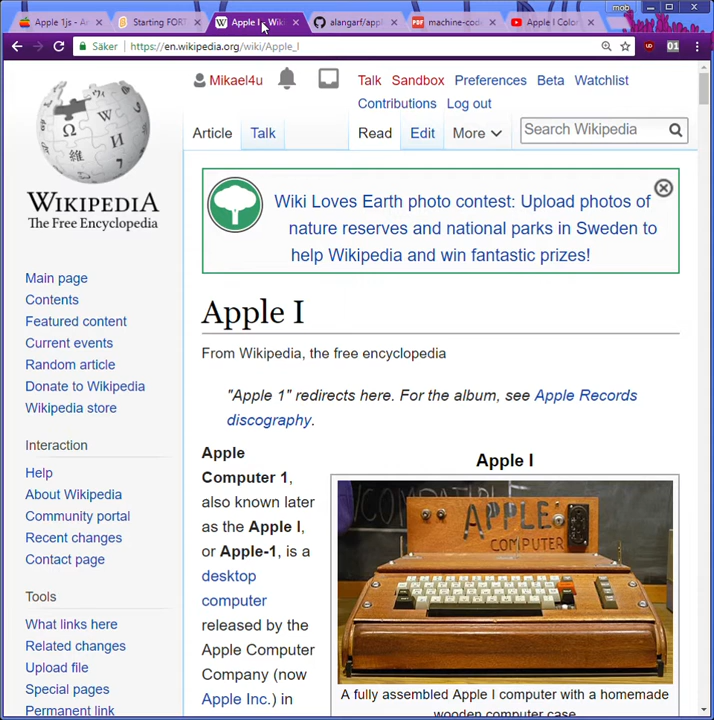 mob
Apple 1js - An
Starting FORT
Apple I - Wiki
alangarf/appl
machine-code
Apple I Color
Säker
https://en.wikipedia.org/wiki/Apple_I
Mikael4u
Talk Sandbox Preferences Beta Watchlist
Contributions Log out
Article Talk Read Edit More
Search Wikipedia
WIKIPEDIA
The Free Encyclopedia
Wiki Loves Earth photo contest: Upload photos of
nature reserves and national parks in Sweden to
help Wikipedia and win fantastic prizes!
Main page
Contents
Featured content
Current events
Random article
Donate to Wikipedia
Wikipedia store
Interaction
Help
About Wikipedia
Community portal
Recent changes
Contact page
Tools
What links here
Related changes
Upload file
Special pages
Permanent link
Apple I
From Wikipedia, the free encyclopedia
"Apple 1" redirects here. For the album, see Apple Records
discography.
Apple
Computer 1,
also known later
as the Apple I,
or Apple-1, is a
desktop
computer
released by the
Apple Computer
Company (now
Apple Inc.) in
Apple I
APPLE
COMPUTER
A fully assembled Apple I computer with a homemade
wooden computer case